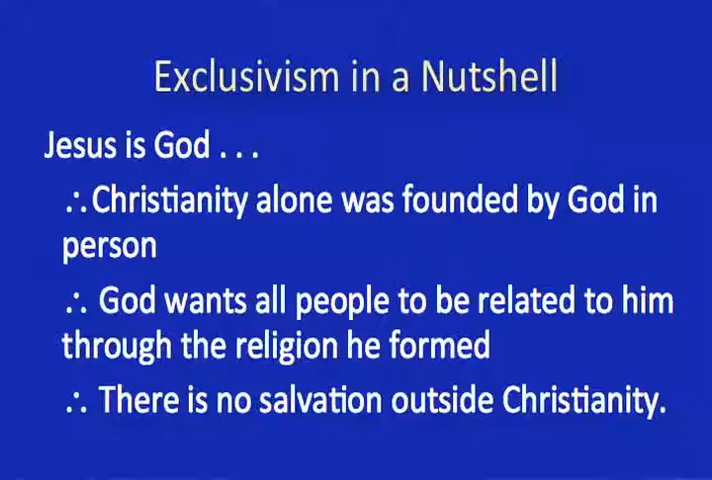 Exclusivism in a Nutshell
Jesus is God . . .
∴Christianity alone was founded by God in
person
∴ God wants all people to be related to him
through the religion he formed
∴ There is no salvation outside Christianity.